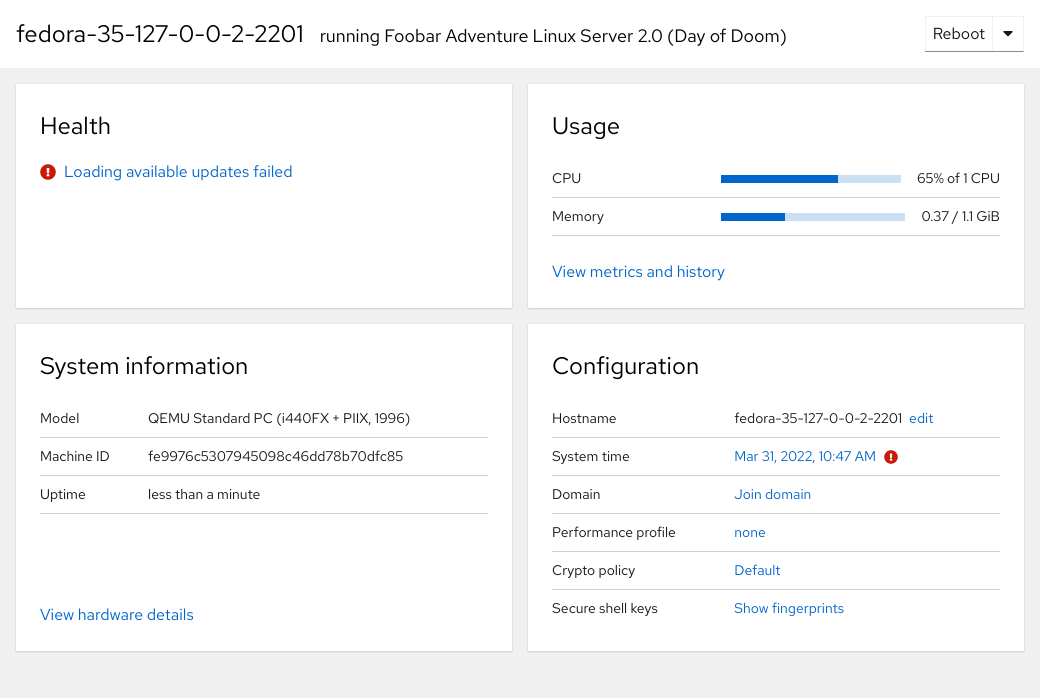 fedora-35-127-0-0-2-2201 running Foobar Adventure Linux Server 2.0 (Day of Doom) Reboot
Health
Loading available updates failed
Usage
CPU 65% of 1 CPU
Memory 0.37 / 1.1 GiB
View metrics and history
System information
Model QEMU Standard PC (i440FX + PIIX, 1996)
Machine ID fe9976c5307945098c46dd78b70dfc85
Uptime less than a minute
View hardware details
Configuration
Hostname fedora-35-127-0-0-2-2201 edit
System time Mar 31, 2022, 10:47 AM
Domain Join domain
Performance profile none
Crypto policy Default
Secure shell keys Show fingerprints